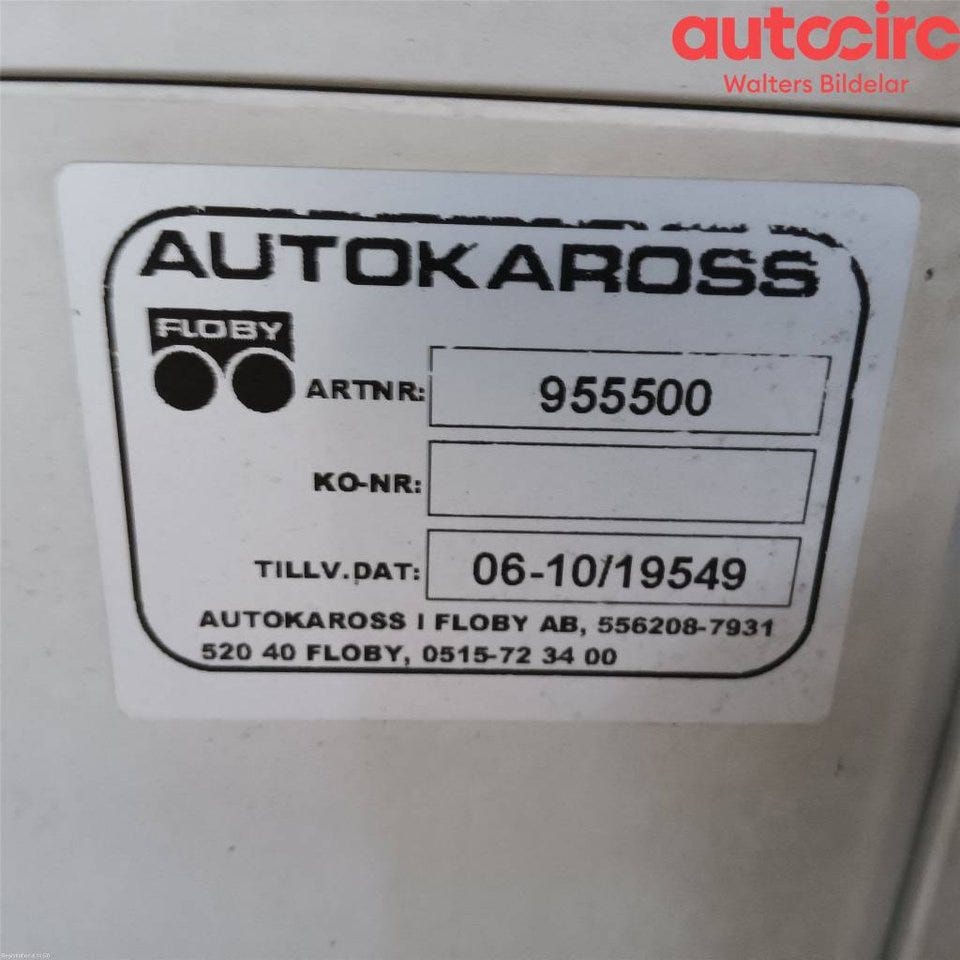 autocirc
Walters Bildelar
AUTOKAROSS
FLOBY
ARTNR: 955500
KO-NR:
TILLV.DAT: 06-10/19549
AUTOKAROSS I FLOBY AB, 556208-7931
520 40 FLOBY, 0515-72 34 00